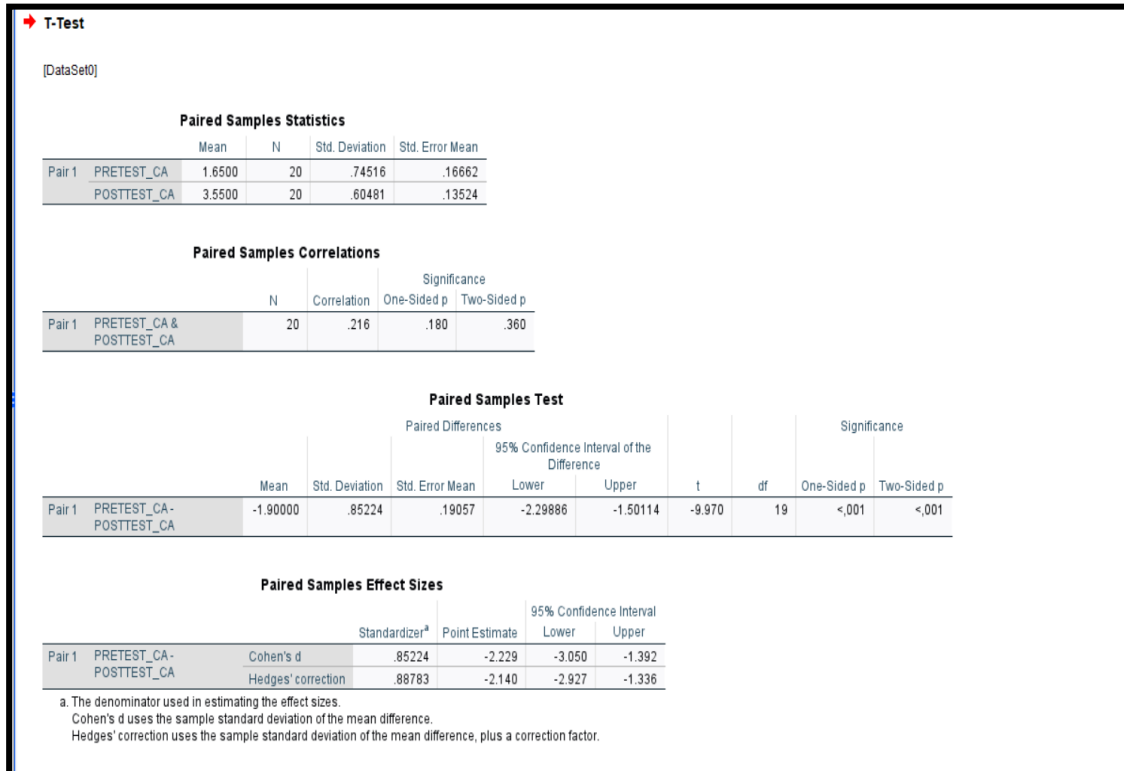 T-Test
[DataSet0]
Paired Samples Statistics
Mean N Std. Deviation Std. Error Mean
Pair 1 PRETEST_CA 1.6500 20 .74516 .16662
POSTTEST_CA 3.5500 20 .60481 .13524
Paired Samples Correlations
Significance
N Correlation One-Sided p Two-Sided p
Pair 1 PRETEST_CA & 20 .216 .180 .360
POSTTEST_CA
Paired Samples Test
Paired Differences Significance
95% Confidence Interval of the
Difference
Mean Std. Deviation Std. Error Mean Lower Upper t df One-Sided p Two-Sided p
Pair 1 PRETEST_CA - -1.90000 .85224 .19057 -2.29886 -1.50114 -9.970 19 <,001 <,001
POSTTEST_CA
Paired Samples Effect Sizes
95% Confidence Interval
Standardizerª Point Estimate Lower Upper
Pair 1 PRETEST_CA - Cohen's d .85224 -2.229 -3.050 -1.392
POSTTEST_CA Hedges' correction .88783 -2.140 -2.927 -1.336
a. The denominator used in estimating the effect sizes.
Cohen's d uses the sample standard deviation of the mean difference.
Hedges' correction uses the sample standard deviation of the mean difference, plus a correction factor.